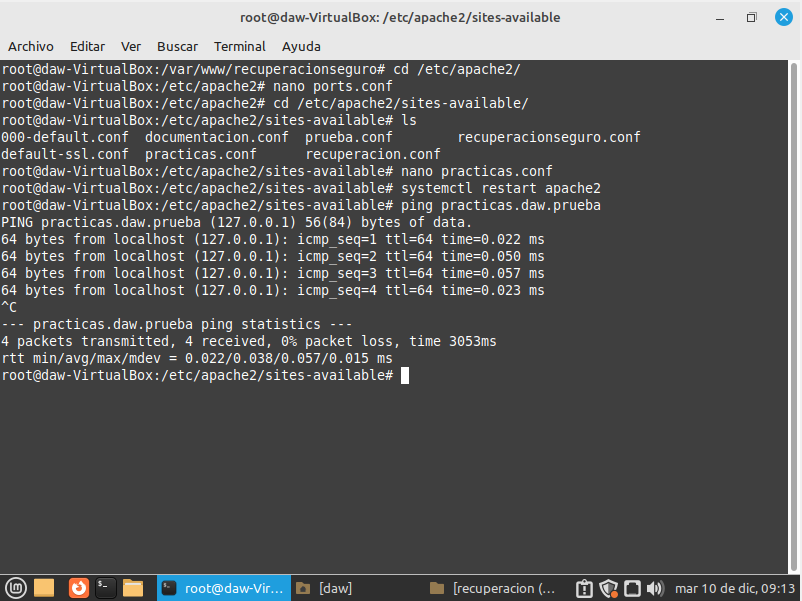 root@daw-VirtualBox: /etc/apache2/sites-available
Archivo Editar Ver Buscar Terminal Ayuda
root@daw-VirtualBox:/var/www/recuperacionseguro# cd /etc/apache2/
root@daw-VirtualBox:/etc/apache2# nano ports.conf
root@daw-VirtualBox:/etc/apache2# cd /etc/apache2/sites-available/
root@daw-VirtualBox:/etc/apache2/sites-available# ls
000-default.conf  documentacion.conf  prueba.conf        recuperacionseguro.conf
default-ssl.conf  practicas.conf      recuperacion.conf
root@daw-VirtualBox:/etc/apache2/sites-available# nano practicas.conf
root@daw-VirtualBox:/etc/apache2/sites-available# systemctl restart apache2
root@daw-VirtualBox:/etc/apache2/sites-available# ping practicas.daw.prueba
PING practicas.daw.prueba (127.0.0.1) 56(84) bytes of data.
64 bytes from localhost (127.0.0.1): icmp_seq=1 ttl=64 time=0.022 ms
64 bytes from localhost (127.0.0.1): icmp_seq=2 ttl=64 time=0.050 ms
64 bytes from localhost (127.0.0.1): icmp_seq=3 ttl=64 time=0.057 ms
64 bytes from localhost (127.0.0.1): icmp_seq=4 ttl=64 time=0.023 ms
^C
--- practicas.daw.prueba ping statistics ---
4 packets transmitted, 4 received, 0% packet loss, time 3053ms
rtt min/avg/max/mdev = 0.022/0.038/0.057/0.015 ms
root@daw-VirtualBox:/etc/apache2/sites-available#
root@daw-Vir... [daw] [recuperacion (... mar 10 de dic, 09:13